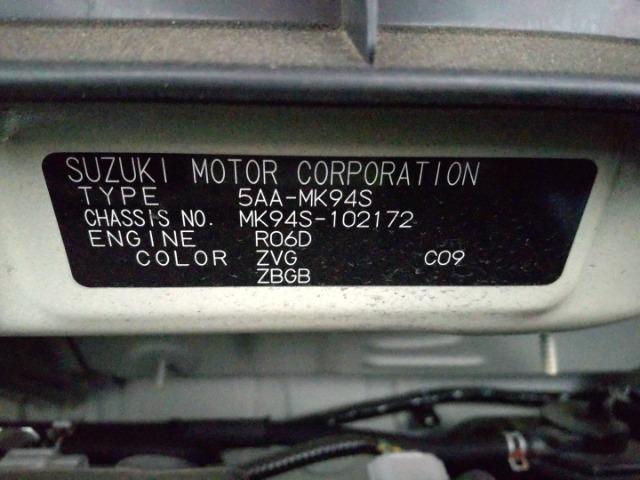 SUZUKI MOTOR CORPORATION
TYPE 5AA-MK94S
CHASSIS NO. MK94S-102172
ENGINE R06D
COLOR ZVG C09
ZBGB